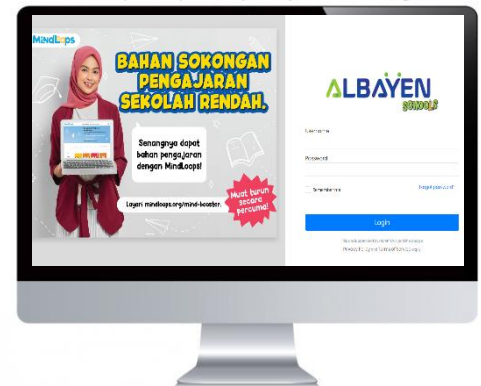 MindLoops
BAHAN SOKONGAN
PENGAJARAN
SEKOLAH RENDAH.
Senangnya dapat
bahan pengajaran
dengan MindLoops!
Layari mindloops.org/mind-booster.
Muat turun
secara
percuma!
ALBAYEN
SCHOOLS
Username
Password
Remember me
Forgot password?
Login